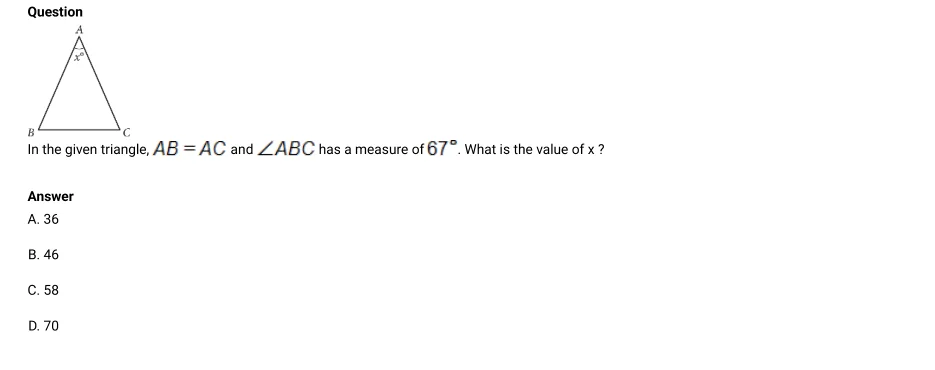 Question
A
x°
B
C
In the given triangle, AB = AC and ∠ABC has a measure of 67°. What is the value of x ?
Answer
A. 36
B. 46
C. 58
D. 70